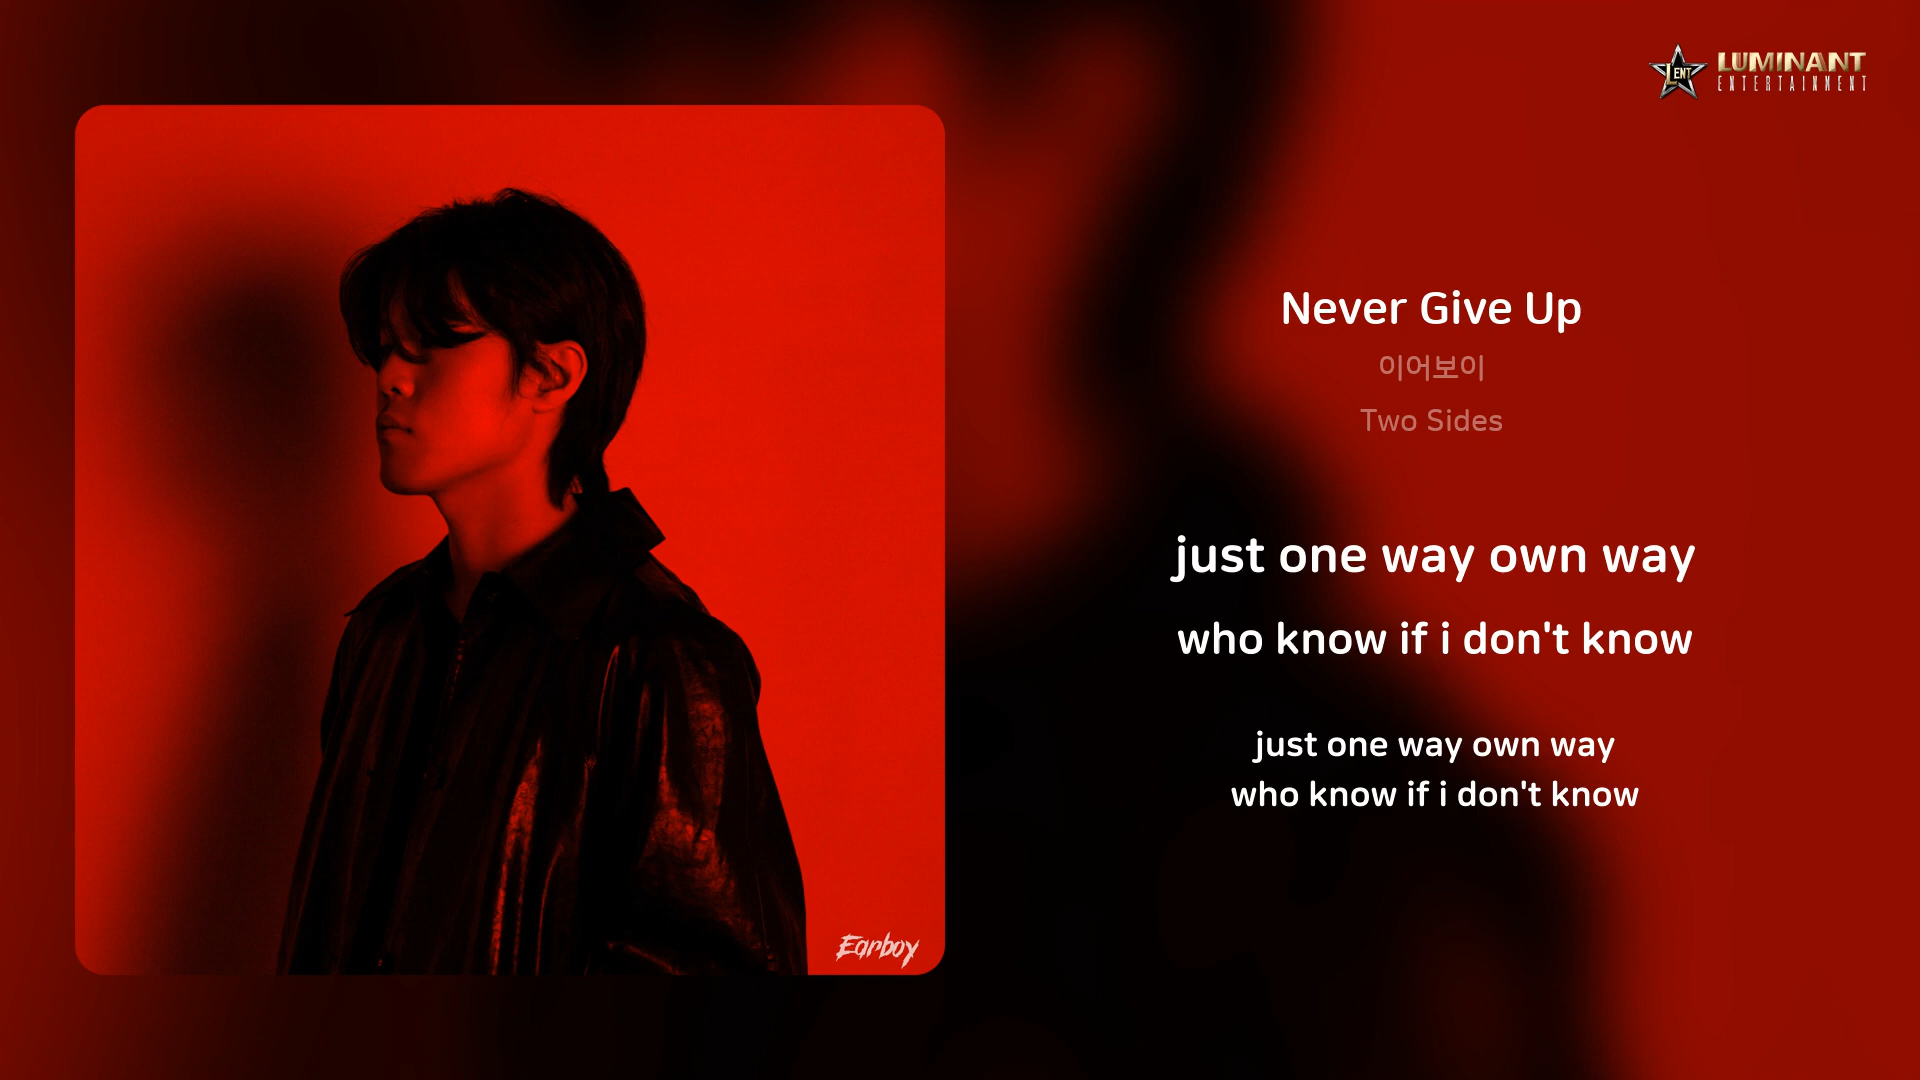 LENT
LUMINANT
ENTERTAINMENT
Never Give Up
이어보이
Two Sides
just one way own way
who know if i don't know
just one way own way
who know if i don't know
Earboy